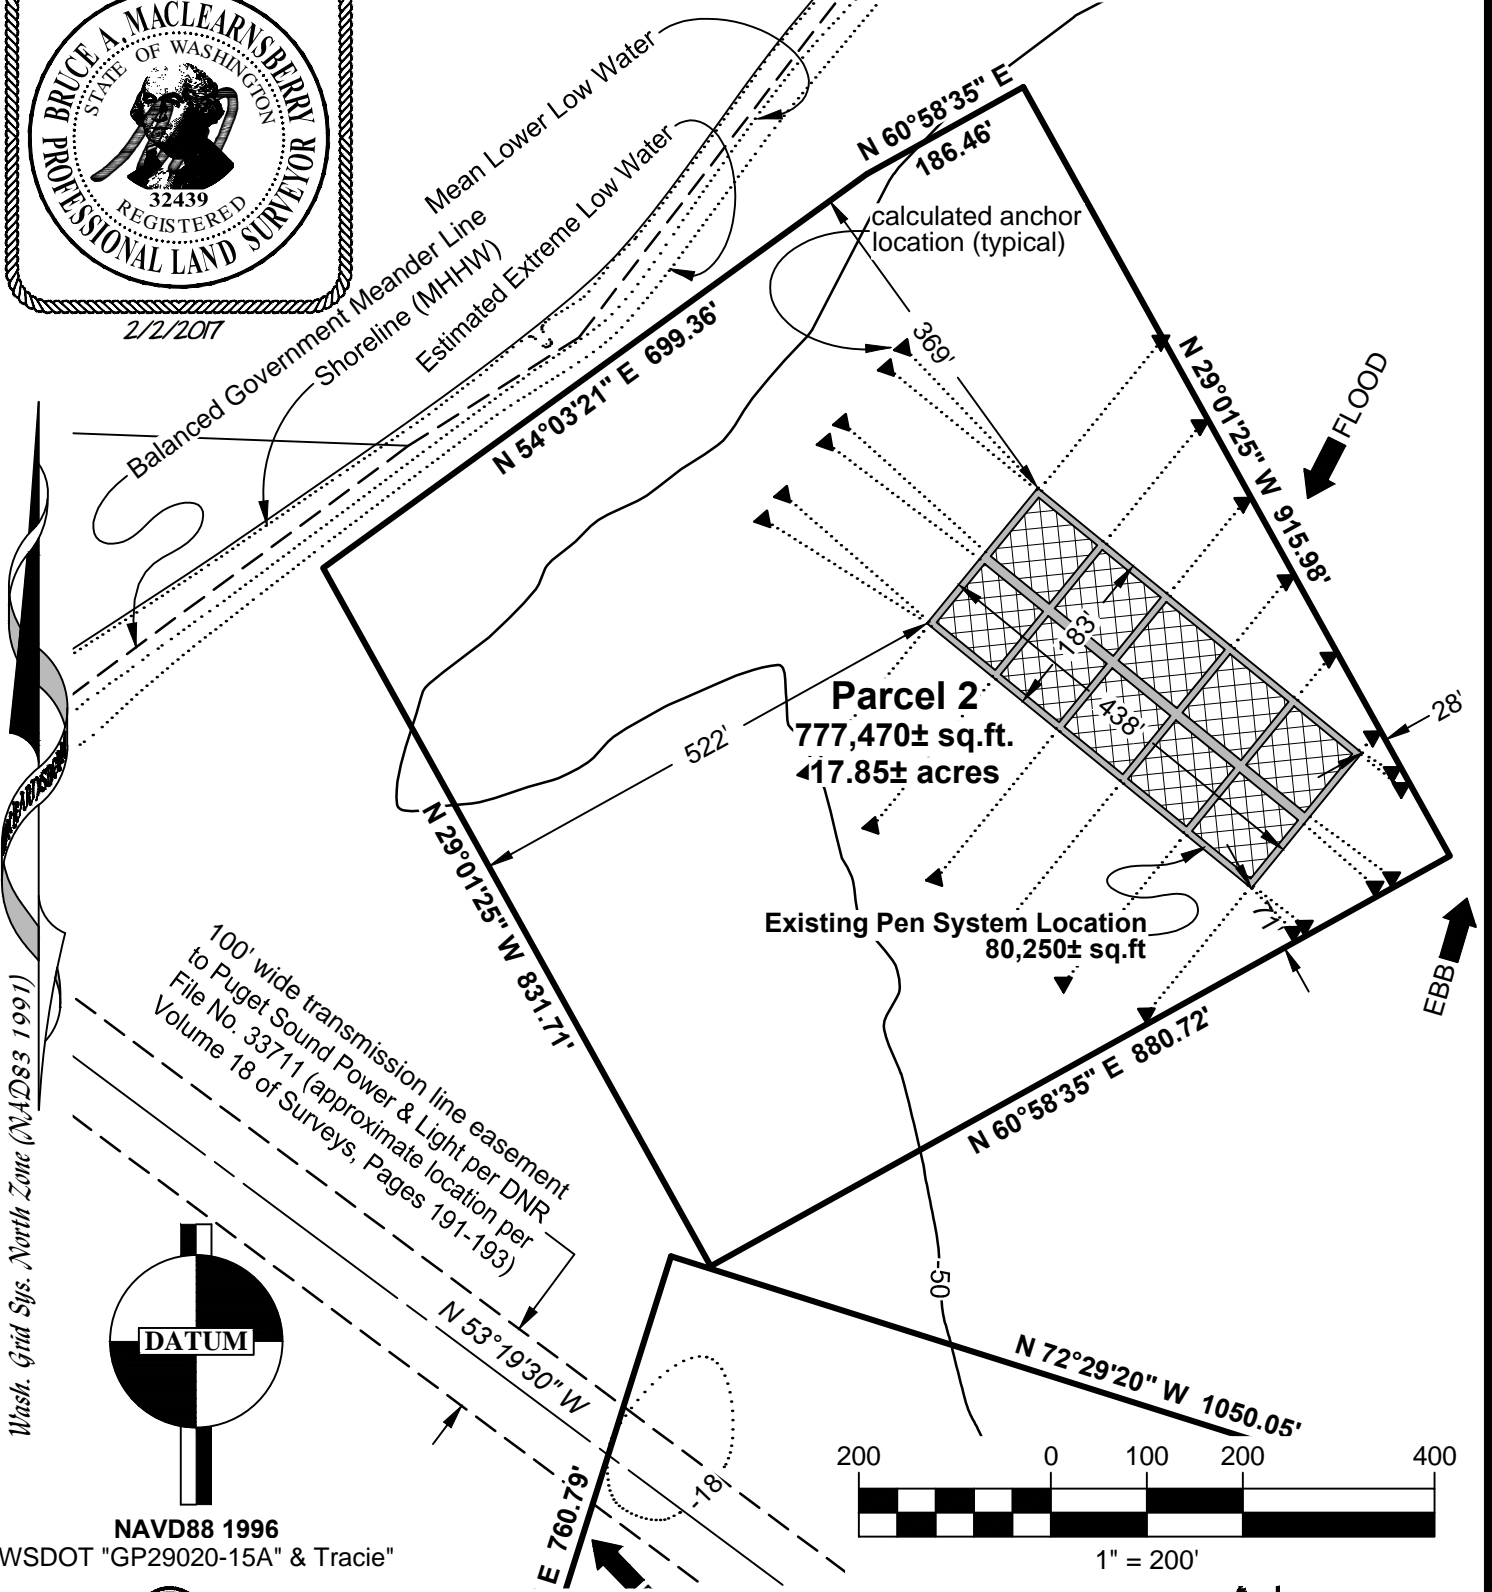 BRUCE A. MACLEARNSBERRY
STATE OF WASHINGTON
32439
REGISTERED
PROFESSIONAL LAND SURVEYOR
2/2/2017
Mean Lower Low Water
Balanced Government Meander Line
Shoreline (MHHW)
Estimated Extreme Low Water
N 60°58'35" E
186.46'
calculated anchor
location (typical)
N 54°03'21" E 699.36'
369'
N 29°01'25" W 915.98'
FLOOD
183'
438'
28'
522'
Parcel 2
777,470± sq.ft.
17.85± acres
N 29°01'25" W 831.71'
Existing Pen System Location
80,250± sq.ft
71'
EBB
N 60°58'35" E 880.72'
100' wide transmission line easement
to Puget Sound Power & Light per DNR
File No. 33711 (approximate location per
Volume 18 of Surveys, Pages 191-193)
Wash. Grid Sys. North Zone (NAD83 1991)
-50
N 53°19'30" W
N 72°29'20" W 1050.05'
DATUM
-18
E 760.79'
NAVD88 1996
WSDOT "GP29020-15A" & Tracie"
200 0 100 200 400
1" = 200'